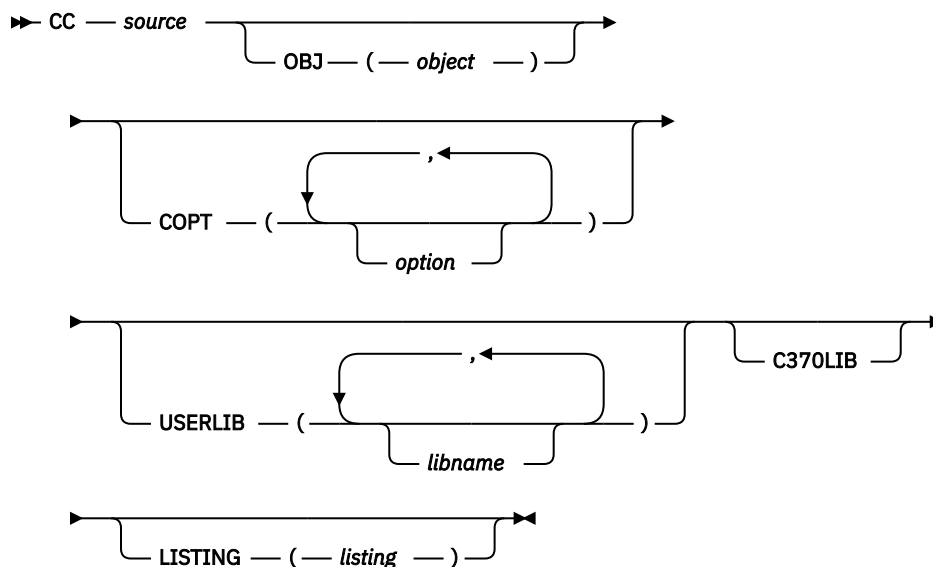 CC source
OBJ ( object )
,
COPT ( )
option
,
C370LIB
USERLIB ( )
libname
LISTING ( listing )